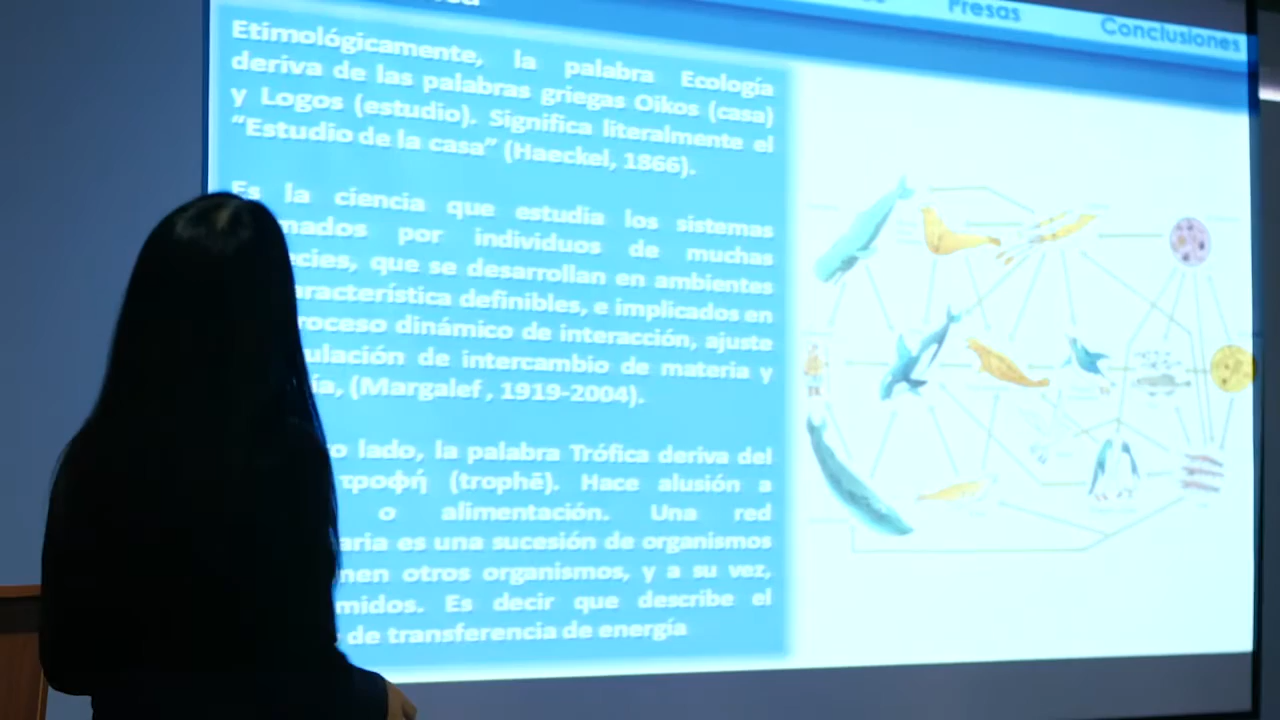 Presas
Conclusiones
Etimológicamente, la palabra Ecología
deriva de las palabras griegas Oikos (casa)
y Logos (estudio). Significa literalmente el
“Estudio de la casa” (Haeckel, 1866).
Es la ciencia que estudia los sistemas
mados por individuos de muchas
ecies, que se desarrollan en ambientes
aracterística definibles, e implicados en
roceso dinámico de interacción, ajuste
ulación de intercambio de materia y
ía, (Margalef , 1919-2004).
o lado, la palabra Trófica deriva del
τροφή (trophē). Hace alusión a
o alimentación. Una red
aria es una sucesión de organismos
nen otros organismos, y a su vez,
midos. Es decir que describe el
de transferencia de energía